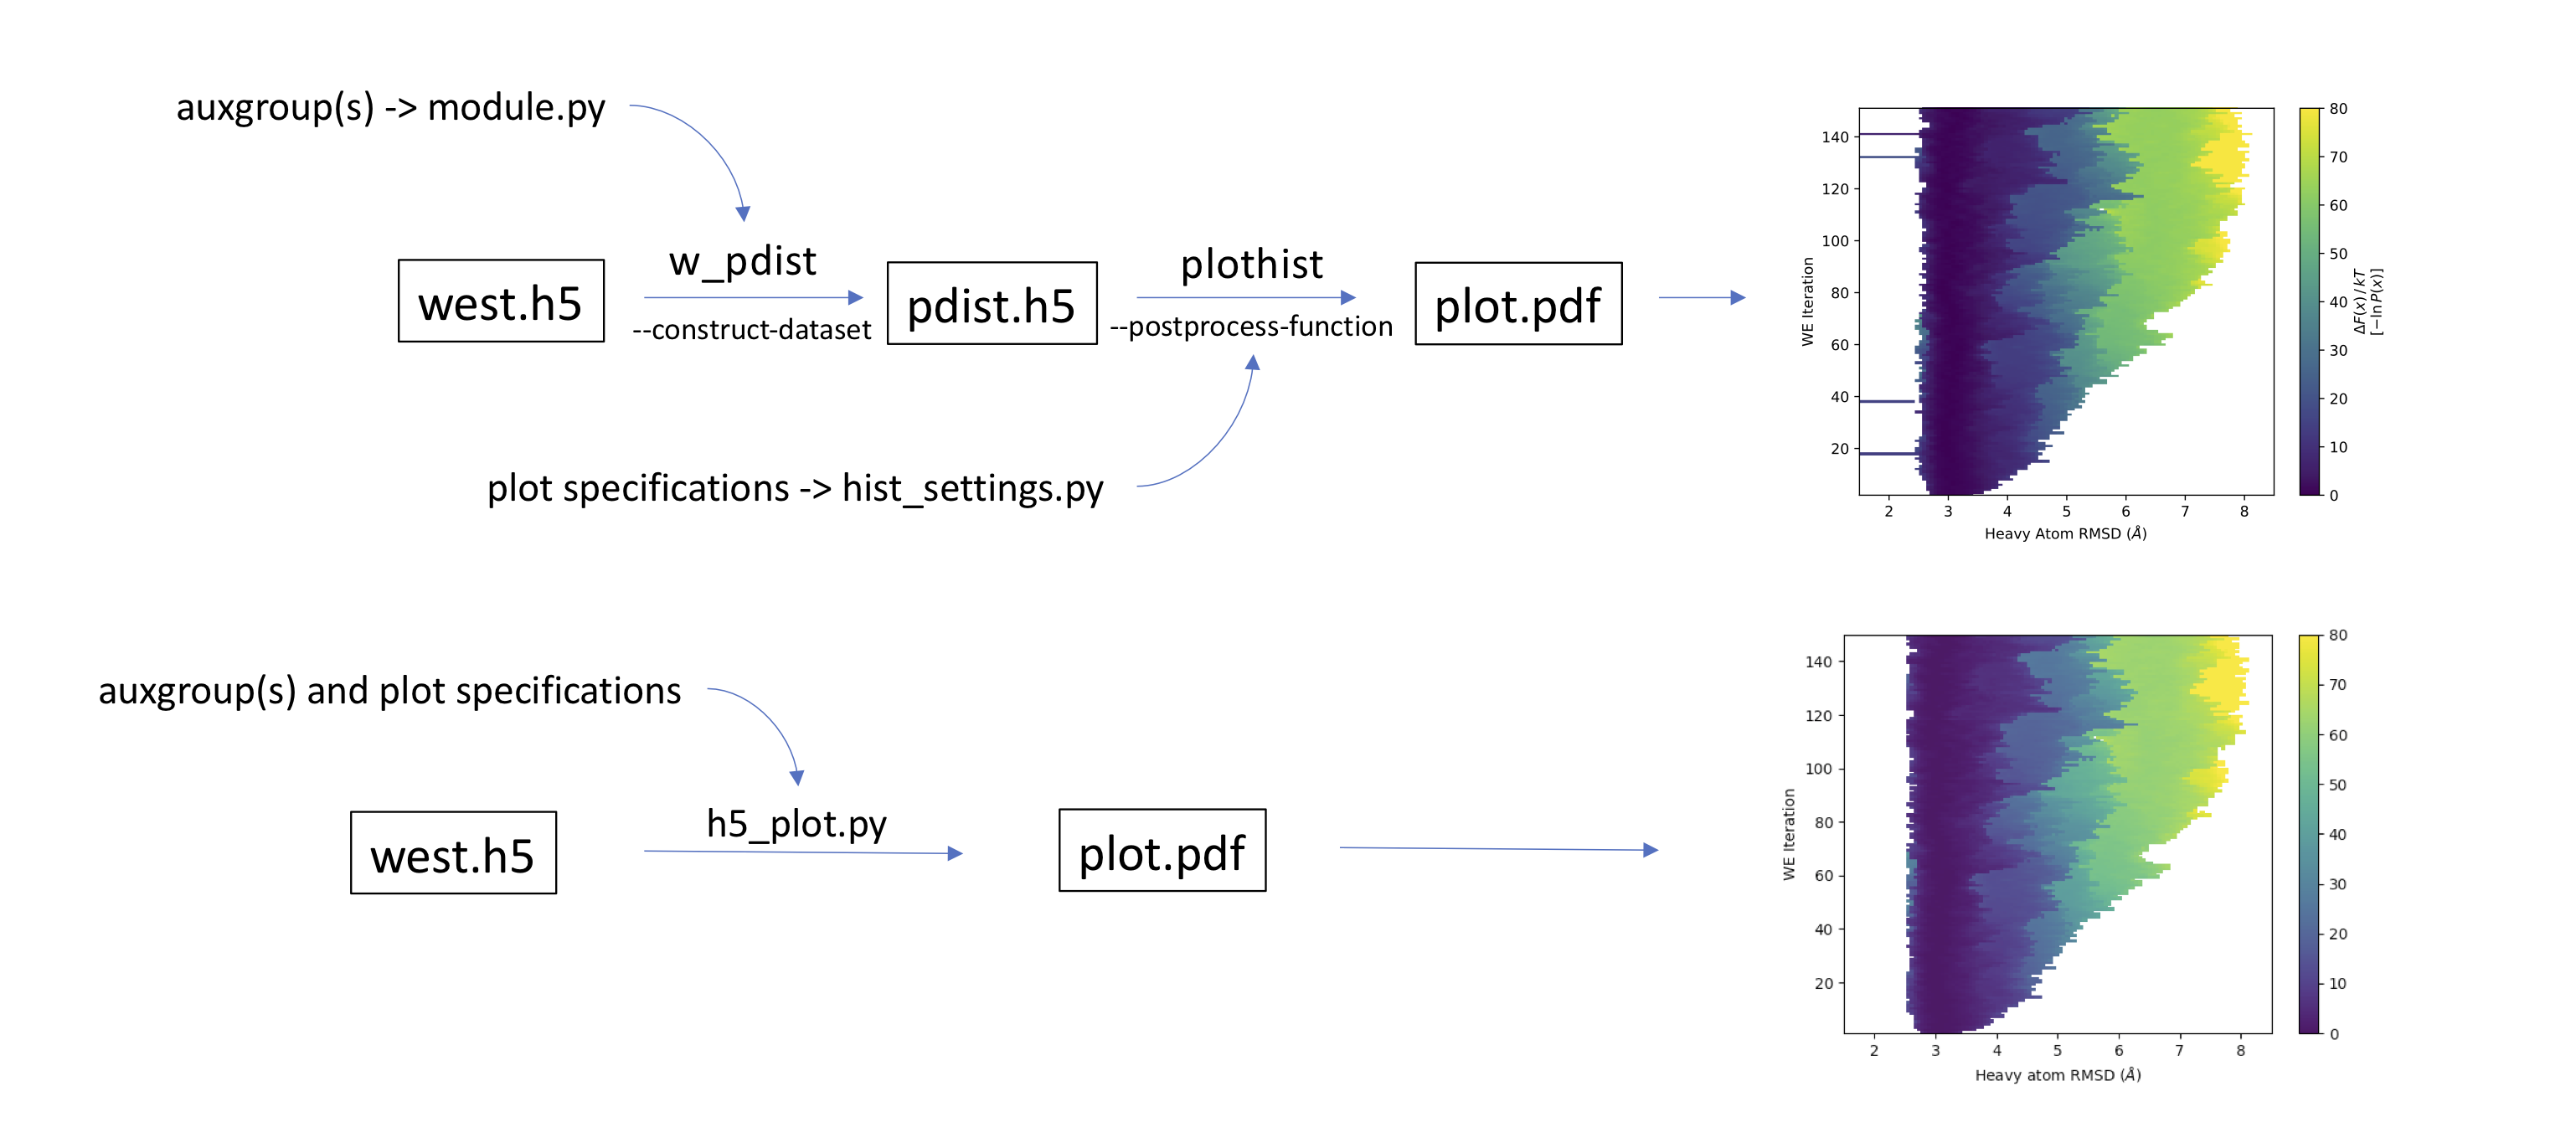 auxgroup(s) -> module.py
w_pdist
--construct-dataset
west.h5
pdist.h5
plothist
--postprocess-function
plot.pdf
plot specifications -> hist_settings.py
WE Iteration
140
120
100
80
60
40
20
2 3 4 5 6 7 8
Heavy Atom RMSD (Å)
80
70
60
50
40
30
20
10
0
ΔF(x) / kT
[−ln P(x)]
auxgroup(s) and plot specifications
h5_plot.py
west.h5
plot.pdf
WE Iteration
140
120
100
80
60
40
20
2 3 4 5 6 7 8
Heavy atom RMSD (Å)
80
70
60
50
40
30
20
10
0